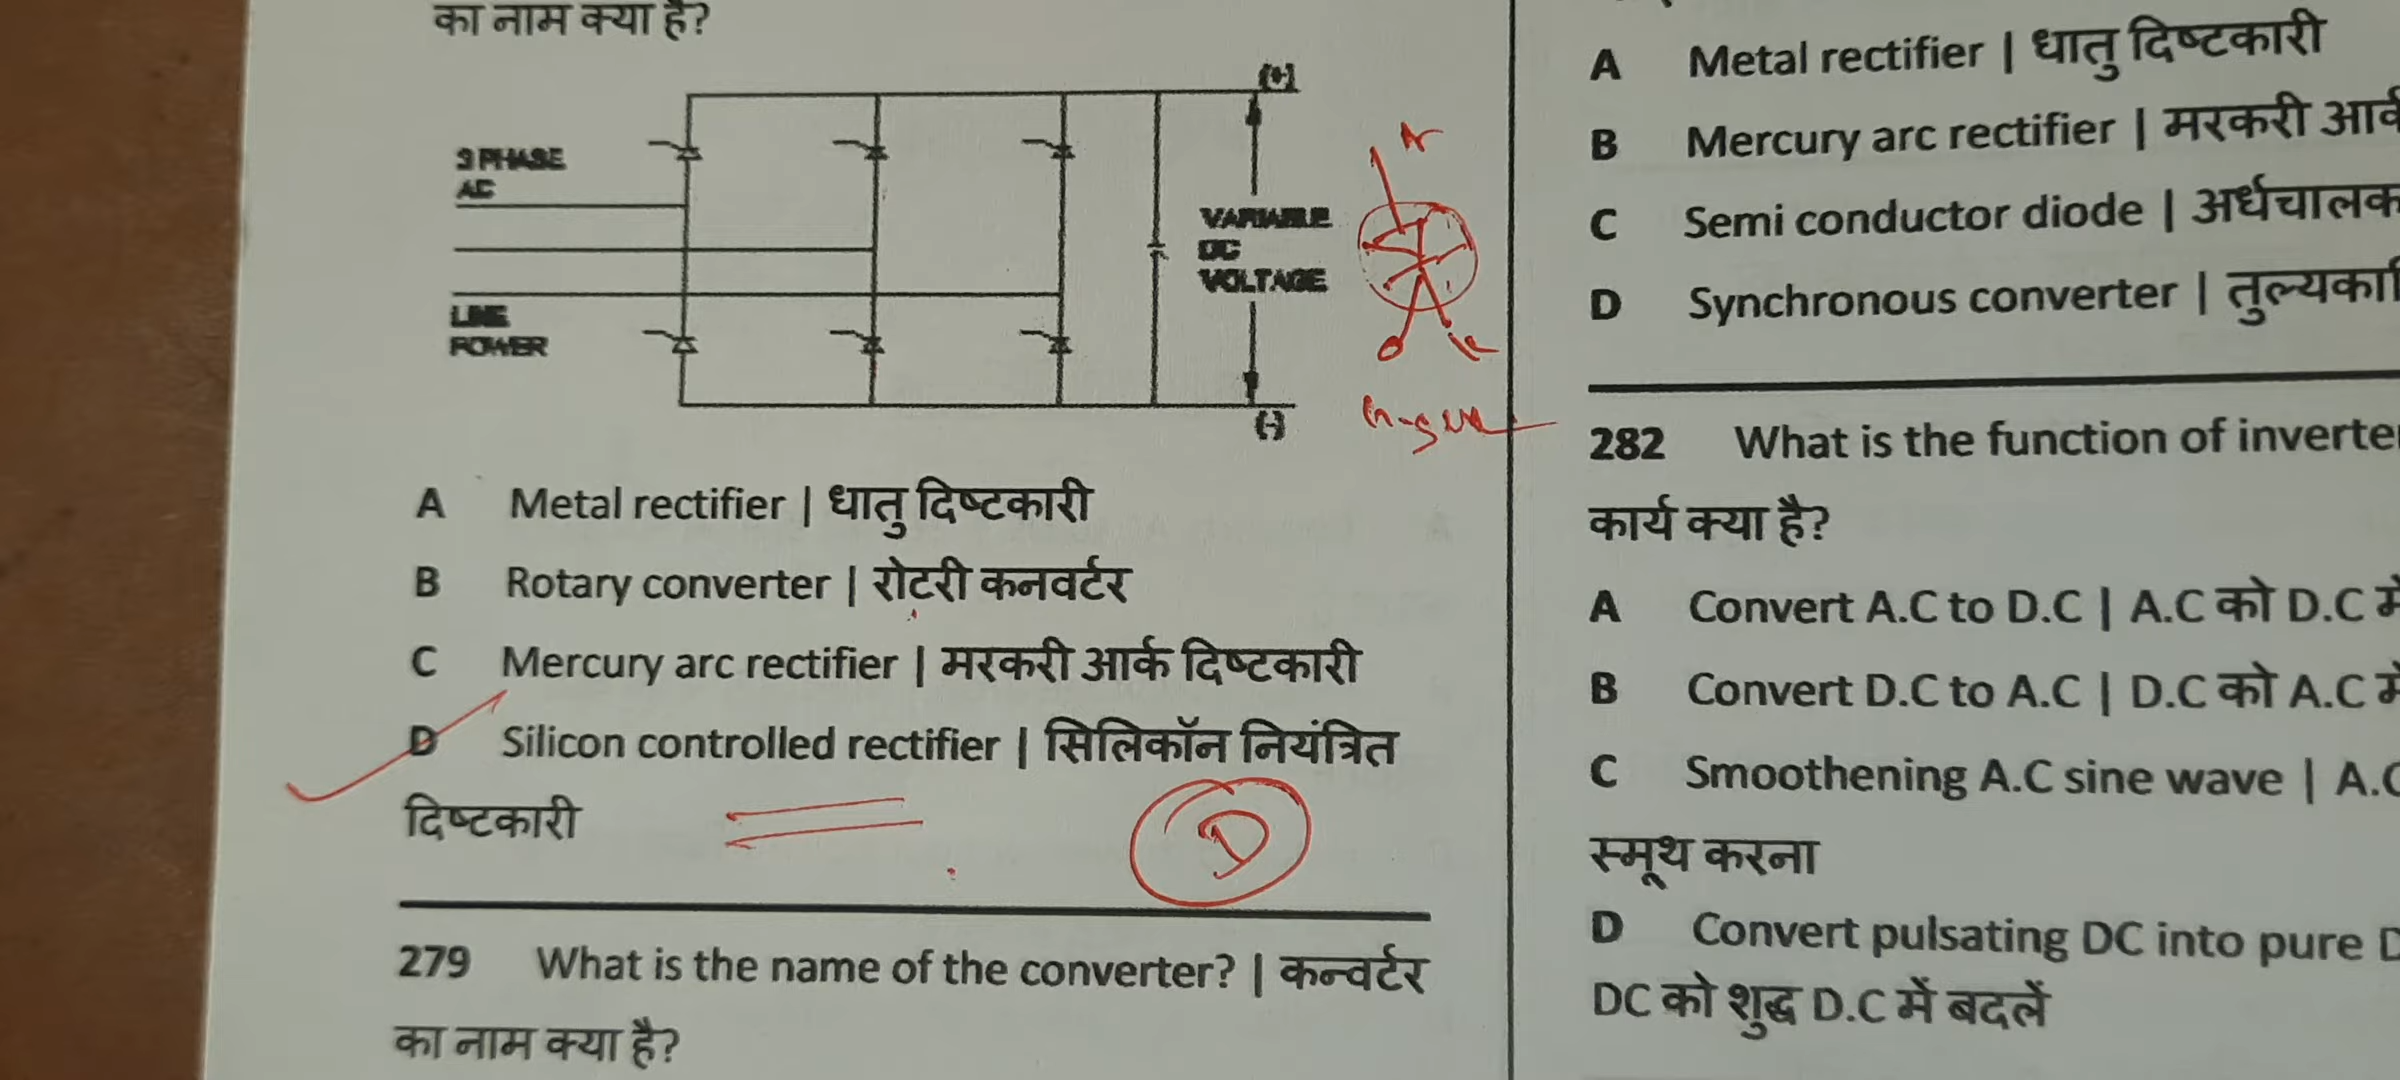 का नाम क्या है?
(+)
3 PHASE
AC
VARIABLE
DC
VOLTAGE
LINE
POWER
(-)
A Metal rectifier | धातु दिष्टकारी
B Rotary converter | रोटरी कनवर्टर
C Mercury arc rectifier | मरकरी आर्क दिष्टकारी
D Silicon controlled rectifier | सिलिकॉन नियंत्रित
दिष्टकारी
D
279 What is the name of the converter? | कन्वर्टर
का नाम क्या है?
A Metal rectifier | धातु दिष्टकारी
B Mercury arc rectifier | मरकरी
C Semi conductor diode | अर्धचालक
D Synchronous converter |
282 What is the function of
कार्य क्या है?
A Convert A.C to D.C | A.C को D.C
B Convert D.C to A.C | D.C को A.C
C Smoothening A.C sine wave |
स्मूथ करना
D Convert pulsating DC into pure
DC को शुद्ध D.C में बदलें